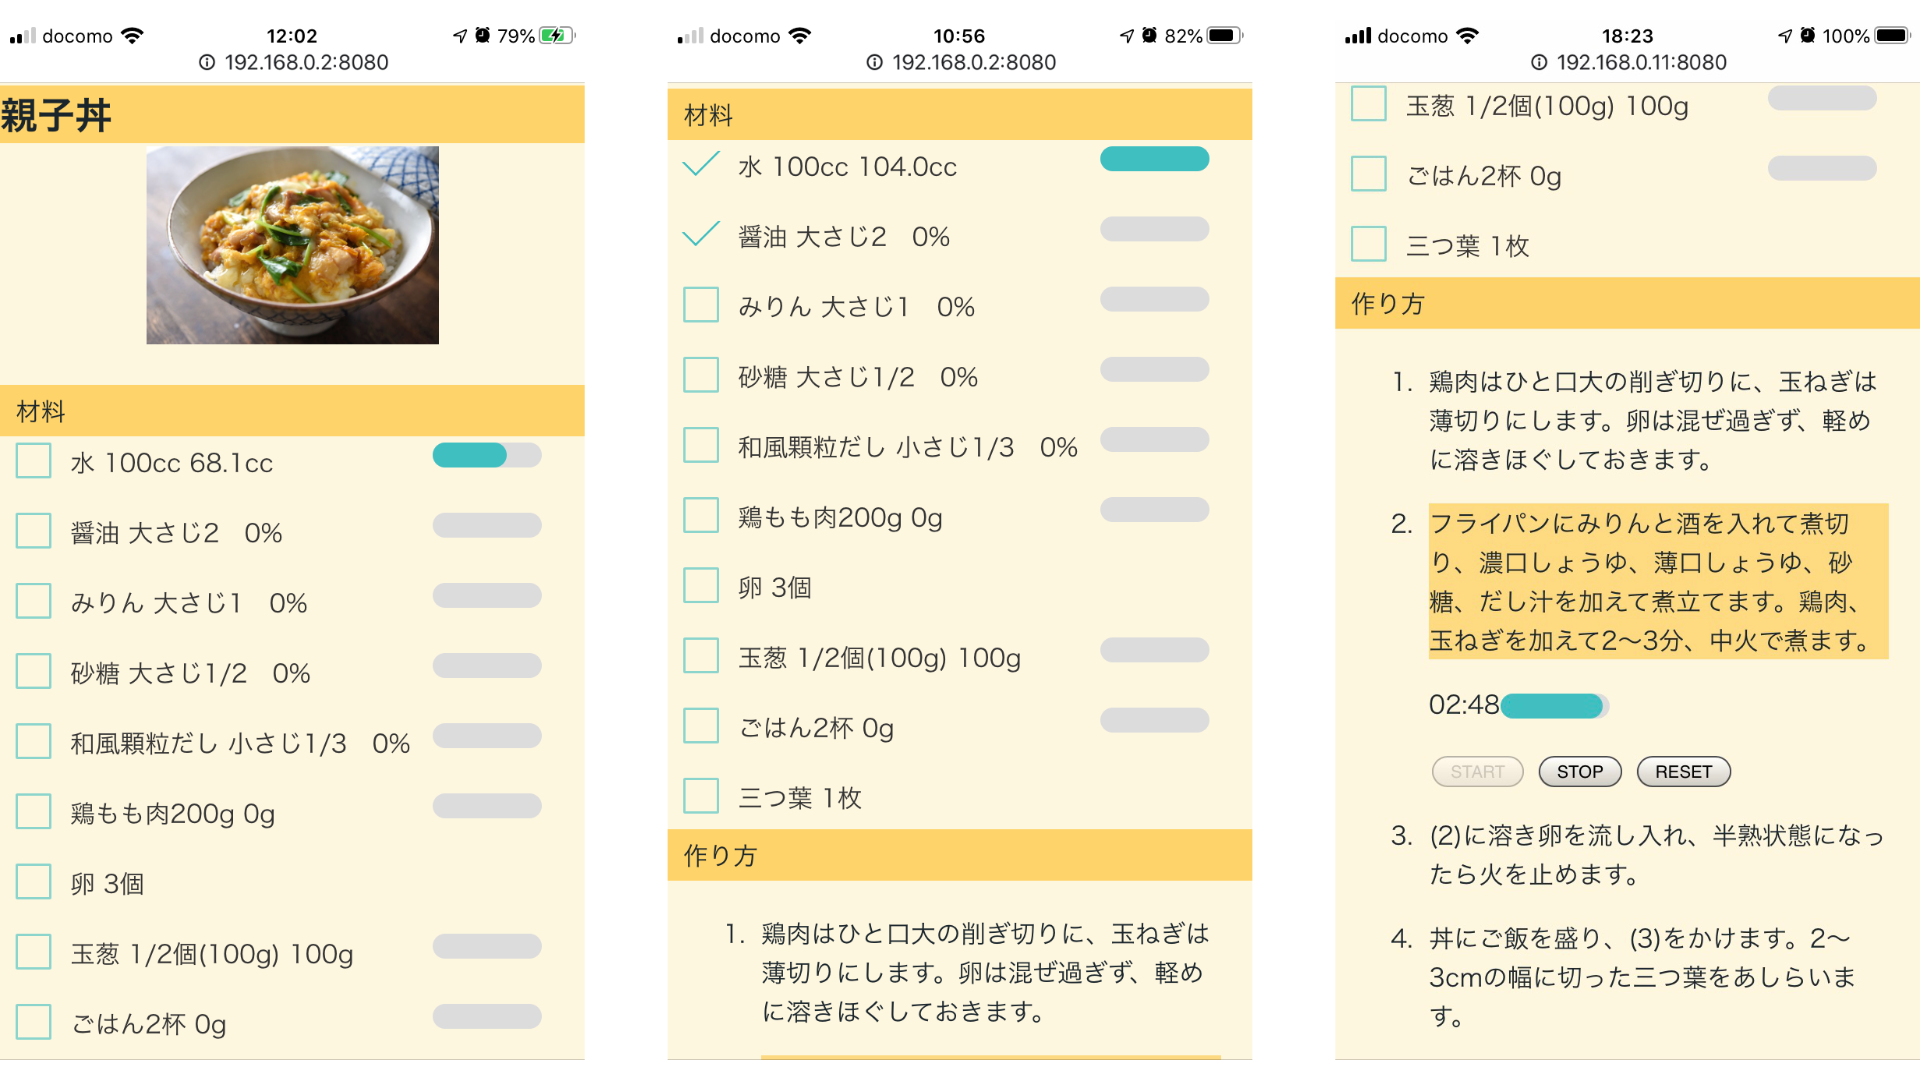 docomo 12:02 79%
192.168.0.2:8080
親子丼
材料
水 100cc 68.1cc
醤油 大さじ2 0%
みりん 大さじ1 0%
砂糖 大さじ1/2 0%
和風顆粒だし 小さじ1/3 0%
鶏もも肉200g 0g
卵 3個
玉葱 1/2個(100g) 100g
ごはん2杯 0g
docomo 10:56 82%
192.168.0.2:8080
材料
水 100cc 104.0cc
醤油 大さじ2 0%
みりん 大さじ1 0%
砂糖 大さじ1/2 0%
和風顆粒だし 小さじ1/3 0%
鶏もも肉200g 0g
卵 3個
玉葱 1/2個(100g) 100g
ごはん2杯 0g
三つ葉 1枚
作り方
1. 鶏肉はひと口大の削ぎ切りに、玉ねぎは
薄切りにします。卵は混ぜ過ぎず、軽め
に溶きほぐしておきます。
docomo 18:23 100%
192.168.0.11:8080
玉葱 1/2個(100g) 100g
ごはん2杯 0g
三つ葉 1枚
作り方
1. 鶏肉はひと口大の削ぎ切りに、玉ねぎは
薄切りにします。卵は混ぜ過ぎず、軽め
に溶きほぐしておきます。
2. フライパンにみりんと酒を入れて煮切
り、濃口しょうゆ、薄口しょうゆ、砂
糖、だし汁を加えて煮立てます。鶏肉、
玉ねぎを加えて2〜3分、中火で煮ます。
02:48
START STOP RESET
3. (2)に溶き卵を流し入れ、半熟状態になっ
たら火を止めます。
4. 丼にご飯を盛り、(3)をかけます。2〜
3cmの幅に切った三つ葉をあしらいま
す。